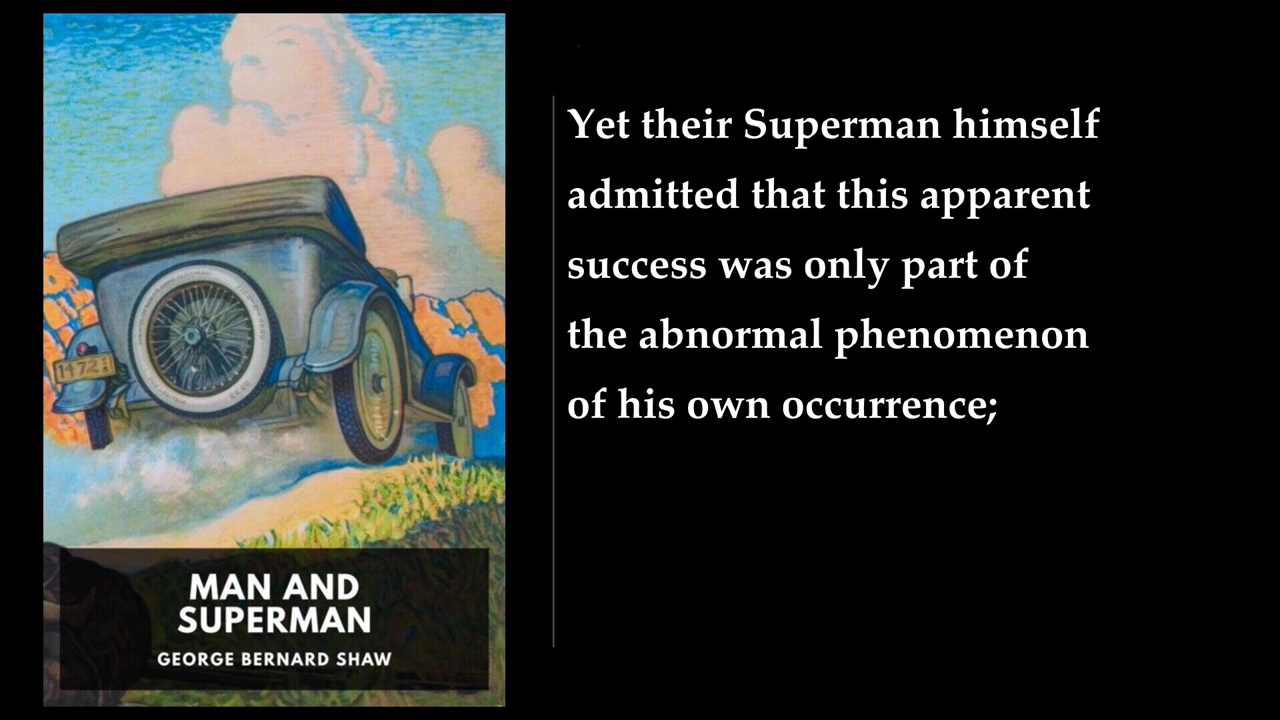 Yet their Superman himself
admitted that this apparent
success was only part of
the abnormal phenomenon
of his own occurrence;
1472
MAN AND
SUPERMAN
GEORGE BERNARD SHAW